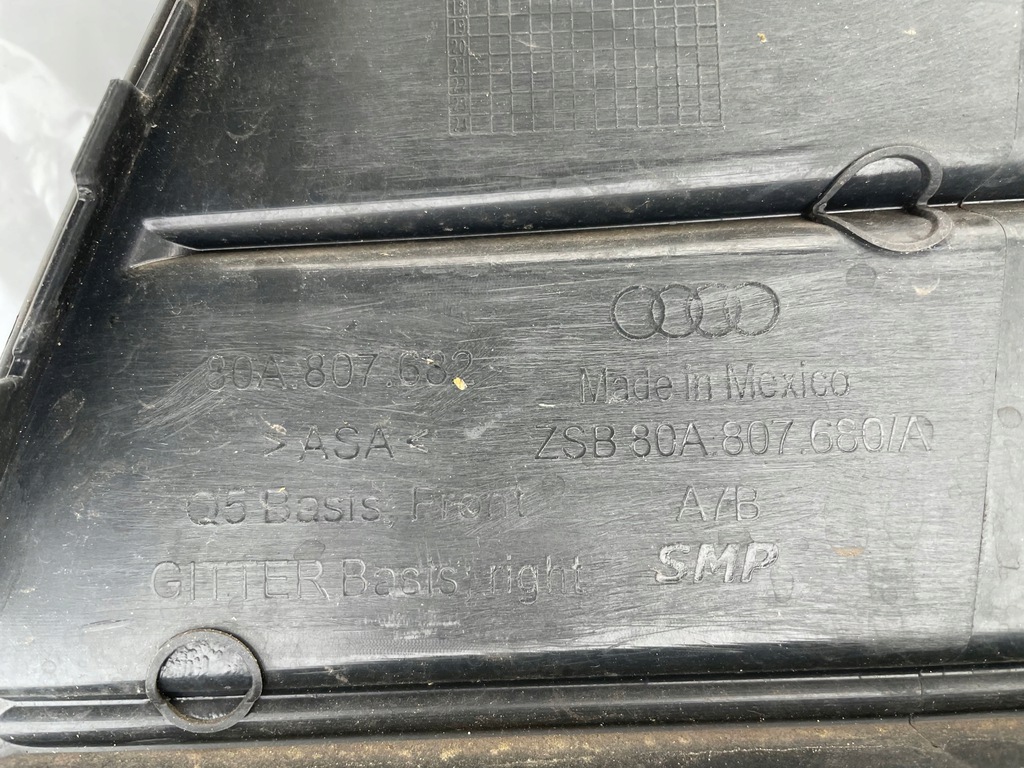 80A.807.682
>ASA<
Q5 Basis, Front
GITTER Basis right
Made in Mexico
ZSB 80A.807.680/A
A/B
SMP